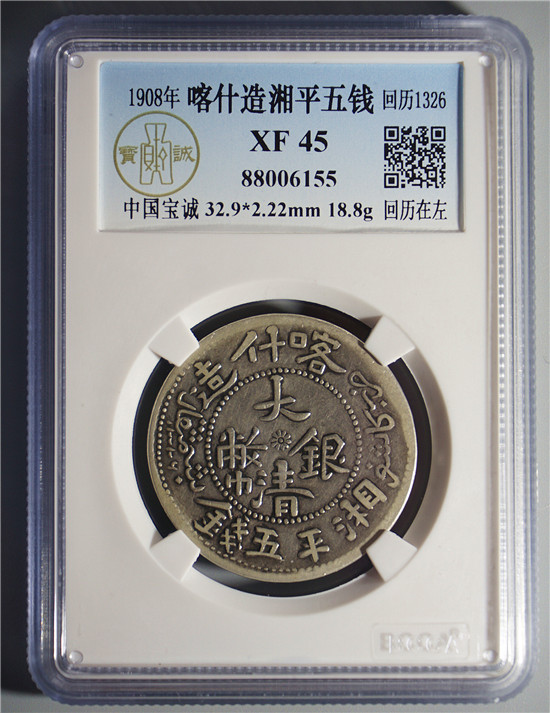 1908年 喀什造湘平五钱 回历1326
XF 45
88006155
寶 誠
中国宝诚 32.9*2.22mm 18.8g 回历在左
喀什造
大清
銀幣
湘平五錢